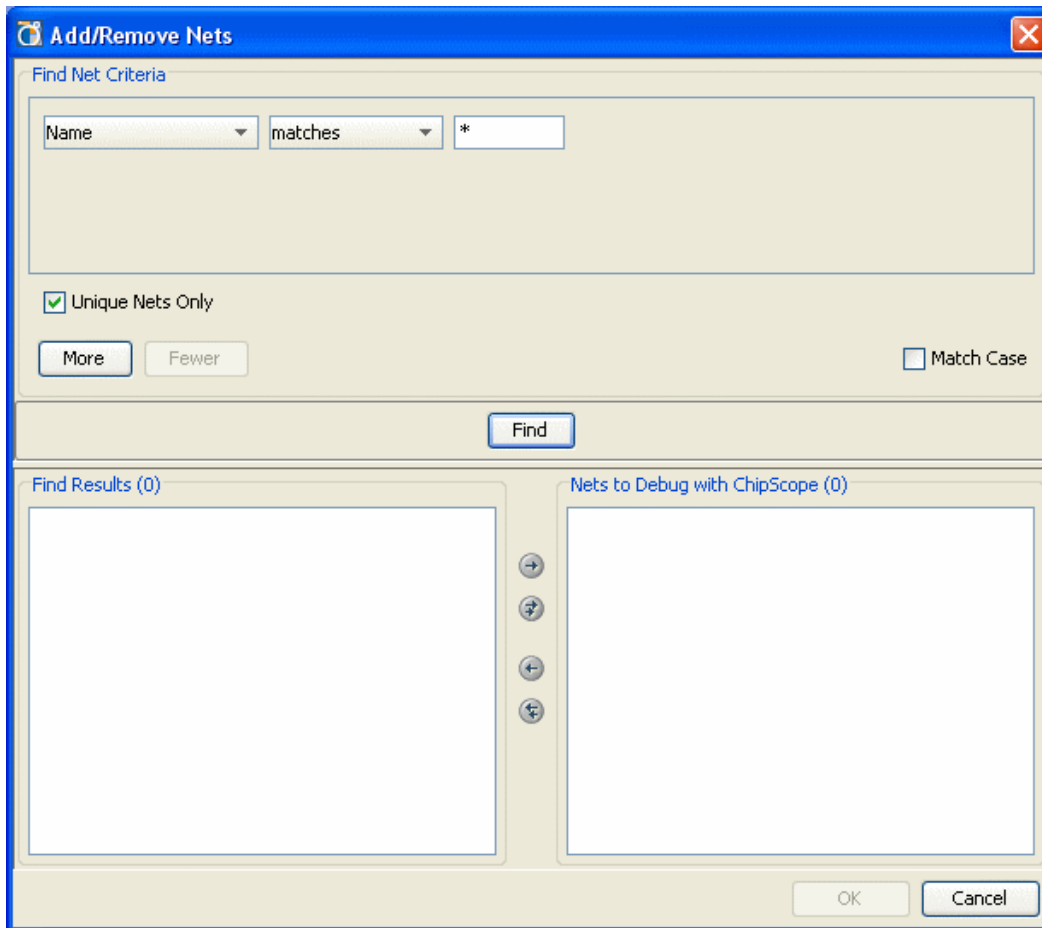 Add/Remove Nets
Find Net Criteria
Name matches *
Unique Nets Only
More Fewer Match Case
Find
Find Results (0) Nets to Debug with ChipScope (0)
OK Cancel